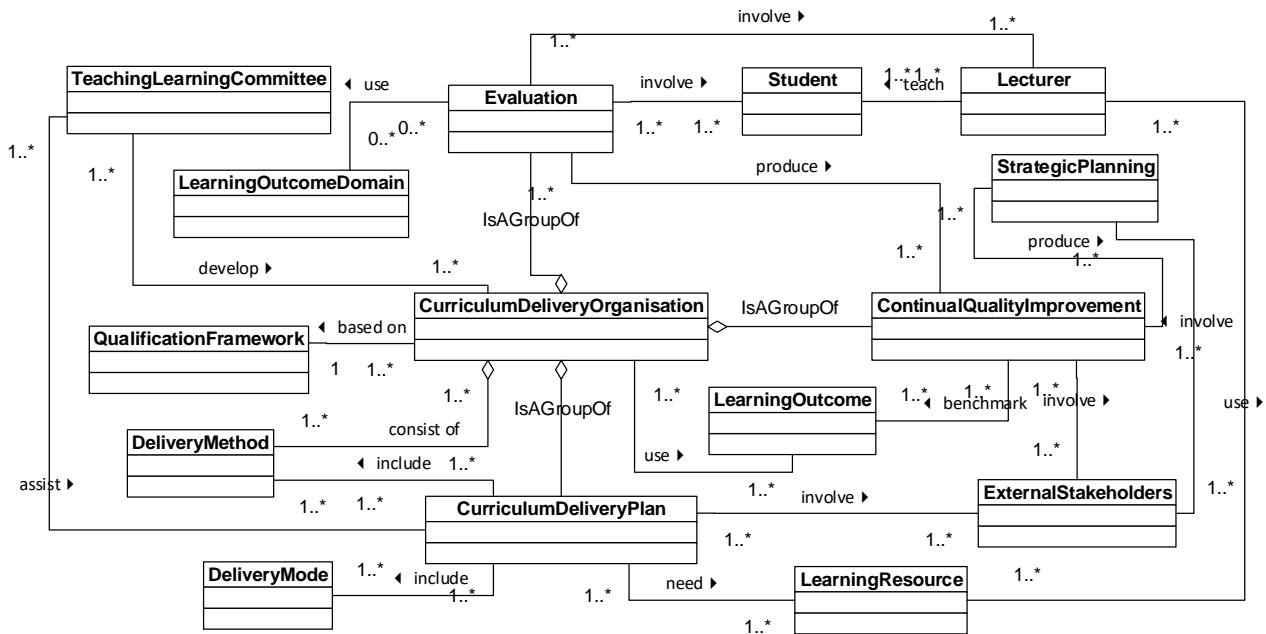 involve ▶
1..*
1..*
TeachingLearningCommittee
◀ use
Evaluation
involve ▶
Student
1..* 1..*
◀ teach
Lecturer
1..*
0..*
0..*
1..*
1..*
1..*
1..*
LearningOutcomeDomain
produce ▶
StrategicPlanning
1..*
IsAGroupOf
1..*
produce ▶
develop ▶
1..*
1..*
1..*
CurriculumDeliveryOrganisation
IsAGroupOf
ContinualQualityImprovement
◀ based on
◀ involve
QualificationFramework
1
1..*
1..*
1..*
1..*
1..*
1..*
1..*
LearningOutcome
IsAGroupOf
◀ benchmark
involve ▶
use ▶
1..*
consist of
DeliveryMethod
1..*
◀ include
1..*
use ▶
assist ▶
1..*
1..*
1..*
1..*
involve ▶
ExternalStakeholders
CurriculumDeliveryPlan
1..*
1..*
DeliveryMode
1..*
◀ include
need ▶
LearningResource
1..*
1..*
1..*
1..*